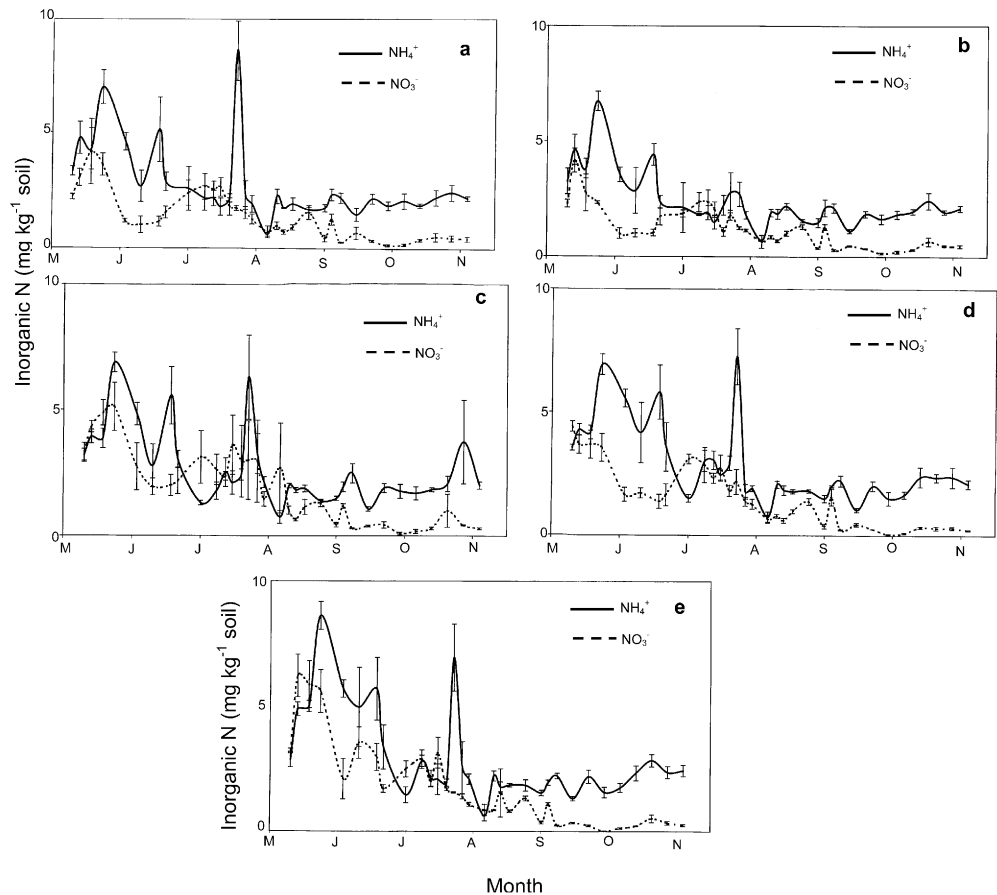 10
5
0
a
NH₄⁺
NO₃⁻
M J J A S O N
10
5
0
b
NH₄⁺
NO₃⁻
M J J A S O N
Inorganic N (mg kg⁻¹ soil)
10
5
0
c
NH₄⁺
NO₃⁻
M J J A S O N
10
5
0
d
NH₄⁺
NO₃⁻
M J J A S O N
Inorganic N (mg kg⁻¹ soil)
10
5
0
e
NH₄⁺
NO₃⁻
M J J A S O N
Month